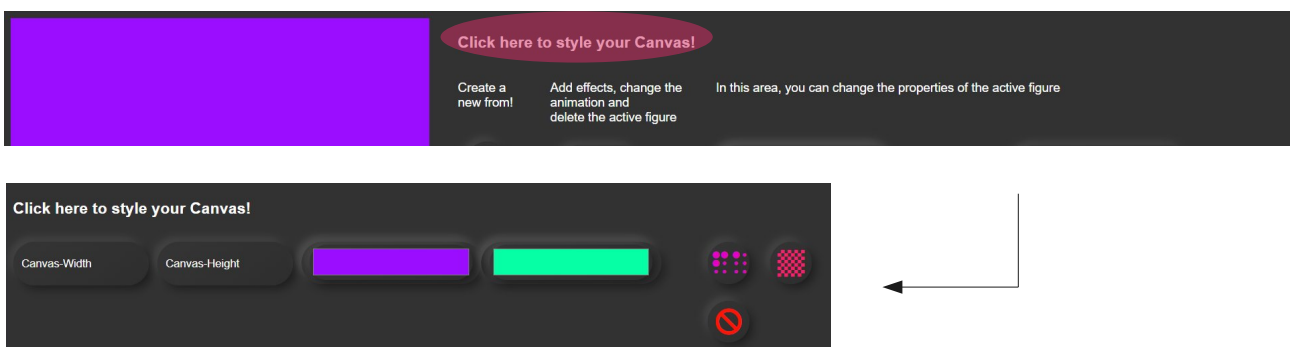 Click here to style your Canvas!
Create a
new from!
Add effects, change the
animation and
delete the active figure
In this area, you can change the properties of the active figure
Click here to style your Canvas!
Canvas-Width
Canvas-Height